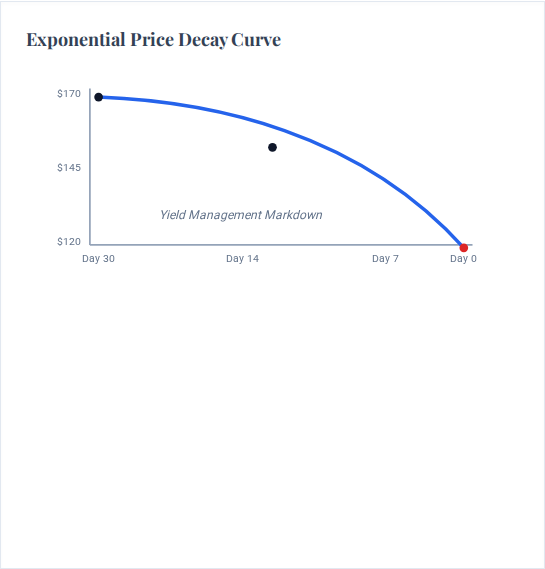 Exponential Price Decay Curve
$170
$145
Yield Management Markdown
$120
Day 30
Day 14
Day 7
Day 0